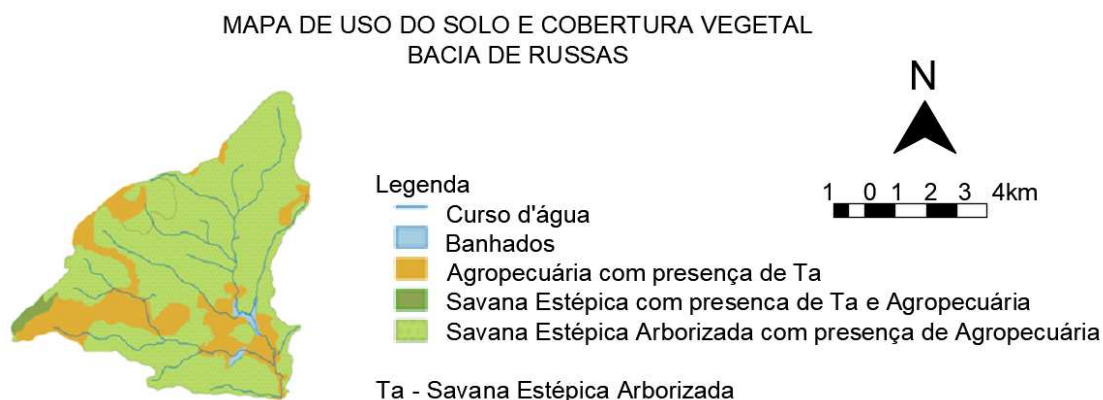 MAPA DE USO DO SOLO E COBERTURA VEGETAL
BACIA DE RUSSAS
N
1 0 1 2 3 4km
Legenda
Curso d'água
Banhados
Agropecuária com presença de Ta
Savana Estépica com presenca de Ta e Agropecuária
Savana Estépica Arborizada com presença de Agropecuária
Ta - Savana Estépica Arborizada